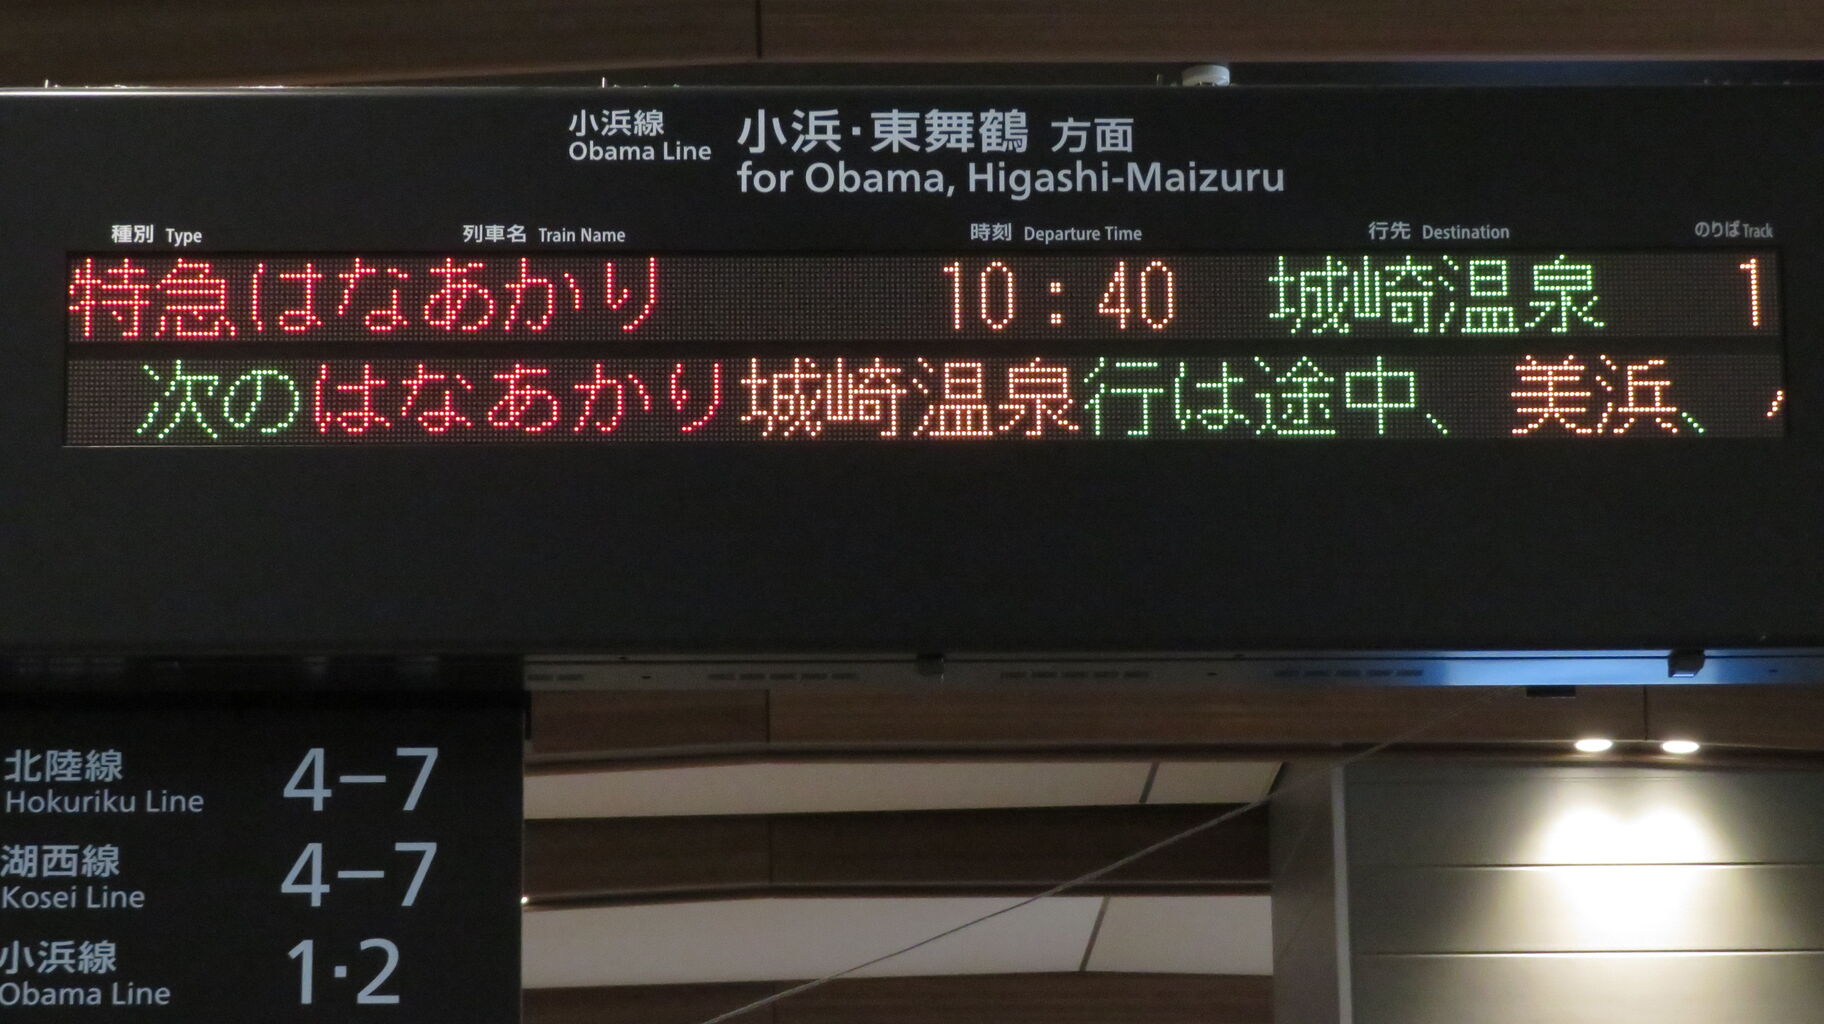 小浜線 小浜・東舞鶴 方面
Obama Line for Obama, Higashi-Maizuru
種別 Type 列車名 Train Name 時刻 Departure Time 行先 Destination のりば Track
特急はなあかり 10:40 城崎温泉 1
次のはなあかり城崎温泉行は途中、 美浜、
北陸線 4-7
Hokuriku Line
湖西線 4-7
Kosei Line
小浜線 1・2
Obama Line